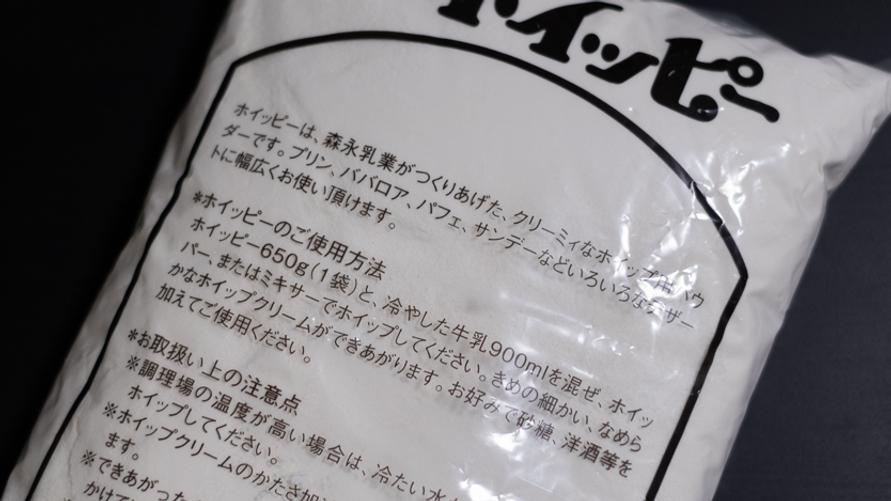 ホイッピー
ホイッピーは、森永乳業がつくりあげた、クリーミィなホイップ用パウ
ダーです。プリン、ババロア、パフェ、サンデーなどいろいろなデザー
トに幅広くお使い頂けます。
*ホイッピーのご使用方法
ホイッピー650g(1袋)と、冷やした牛乳900mlを混ぜ、ホイッ
パー、またはミキサーでホイップしてください。きめの細かい、なめら
かなホイップクリームができあがります。お好みで砂糖、洋酒等を
加えてご使用ください。
*お取扱い上の注意点
※調理場の温度が高い場合は、冷たい水
ホイップしてください。
※ホイップクリームのかたさ加
ます。
※できあがった
かけて